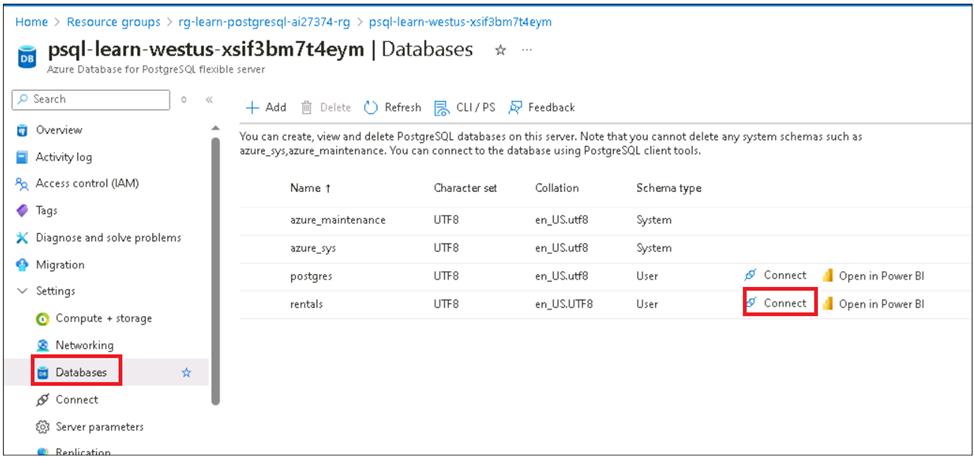 Home > Resource groups > rg-learn-postgresql-ai27374-rg > psql-learn-westus-xsif3bm7t4eym
psql-learn-westus-xsif3bm7t4eym | Databases
Azure Database for PostgreSQL flexible server
Search
Overview
Activity log
Access control (IAM)
Tags
Diagnose and solve problems
Migration
Settings
Compute + storage
Networking
Databases
Connect
Server parameters
Replication
Add Delete Refresh CLI / PS Feedback
You can create, view and delete PostgreSQL databases on this server. Note that you cannot delete any system schemas such as
azure_sys,azure_maintenance. You can connect to the database using PostgreSQL client tools.
Name ↑ Character set Collation Schema type
azure_maintenance UTF8 en_US.utf8 System
azure_sys UTF8 en_US.utf8 System
postgres UTF8 en_US.utf8 User Connect Open in Power BI
rentals UTF8 en_US.UTF8 User Connect Open in Power BI